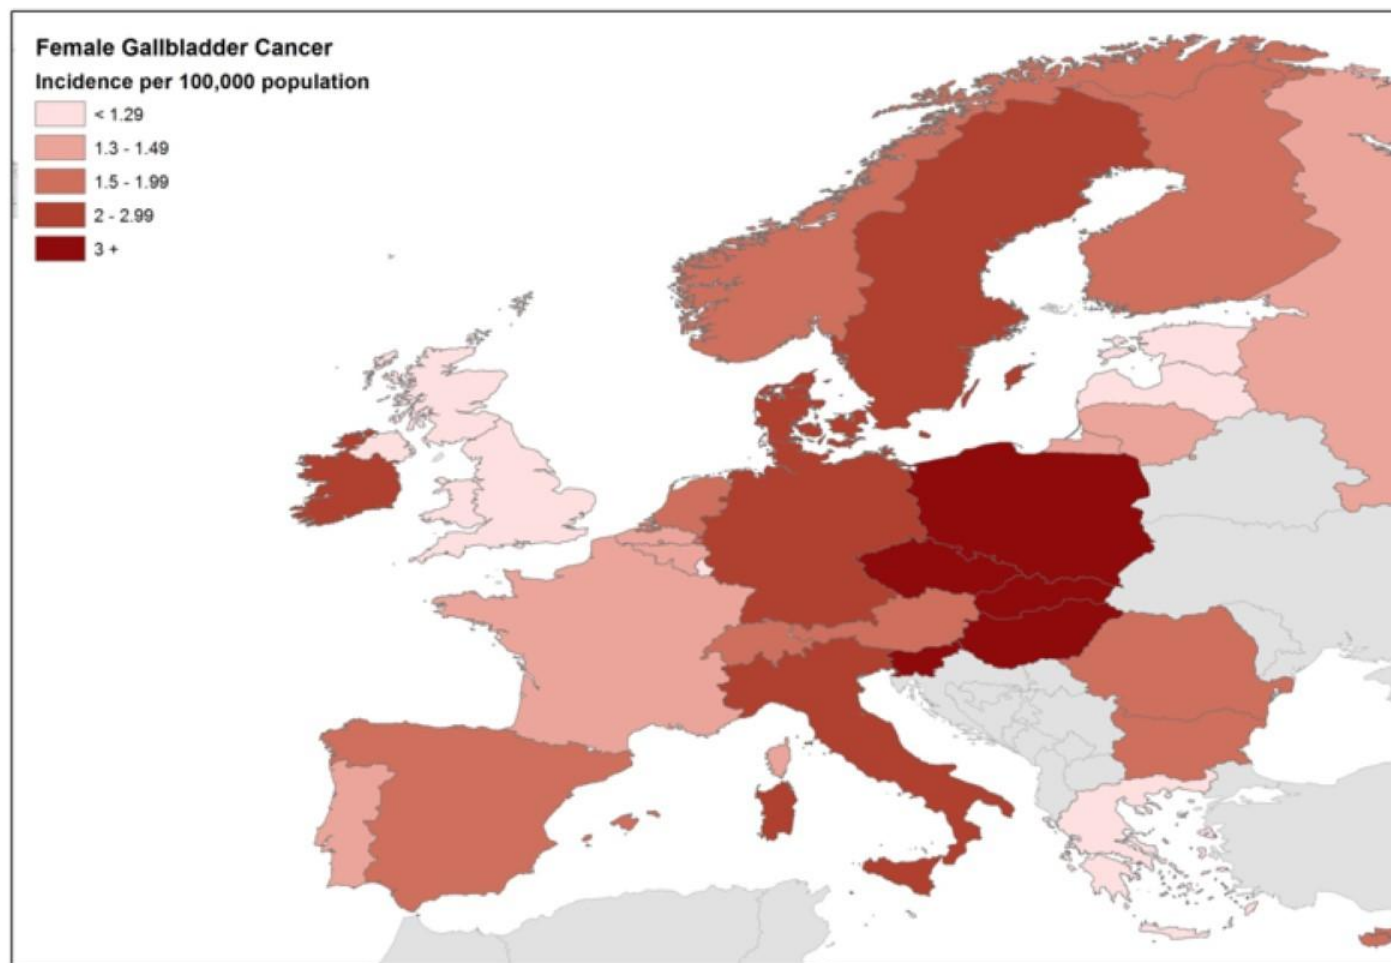 Female Gallbladder Cancer
Incidence per 100,000 population
< 1.29
1.3 - 1.49
1.5 - 1.99
2 - 2.99
3 +